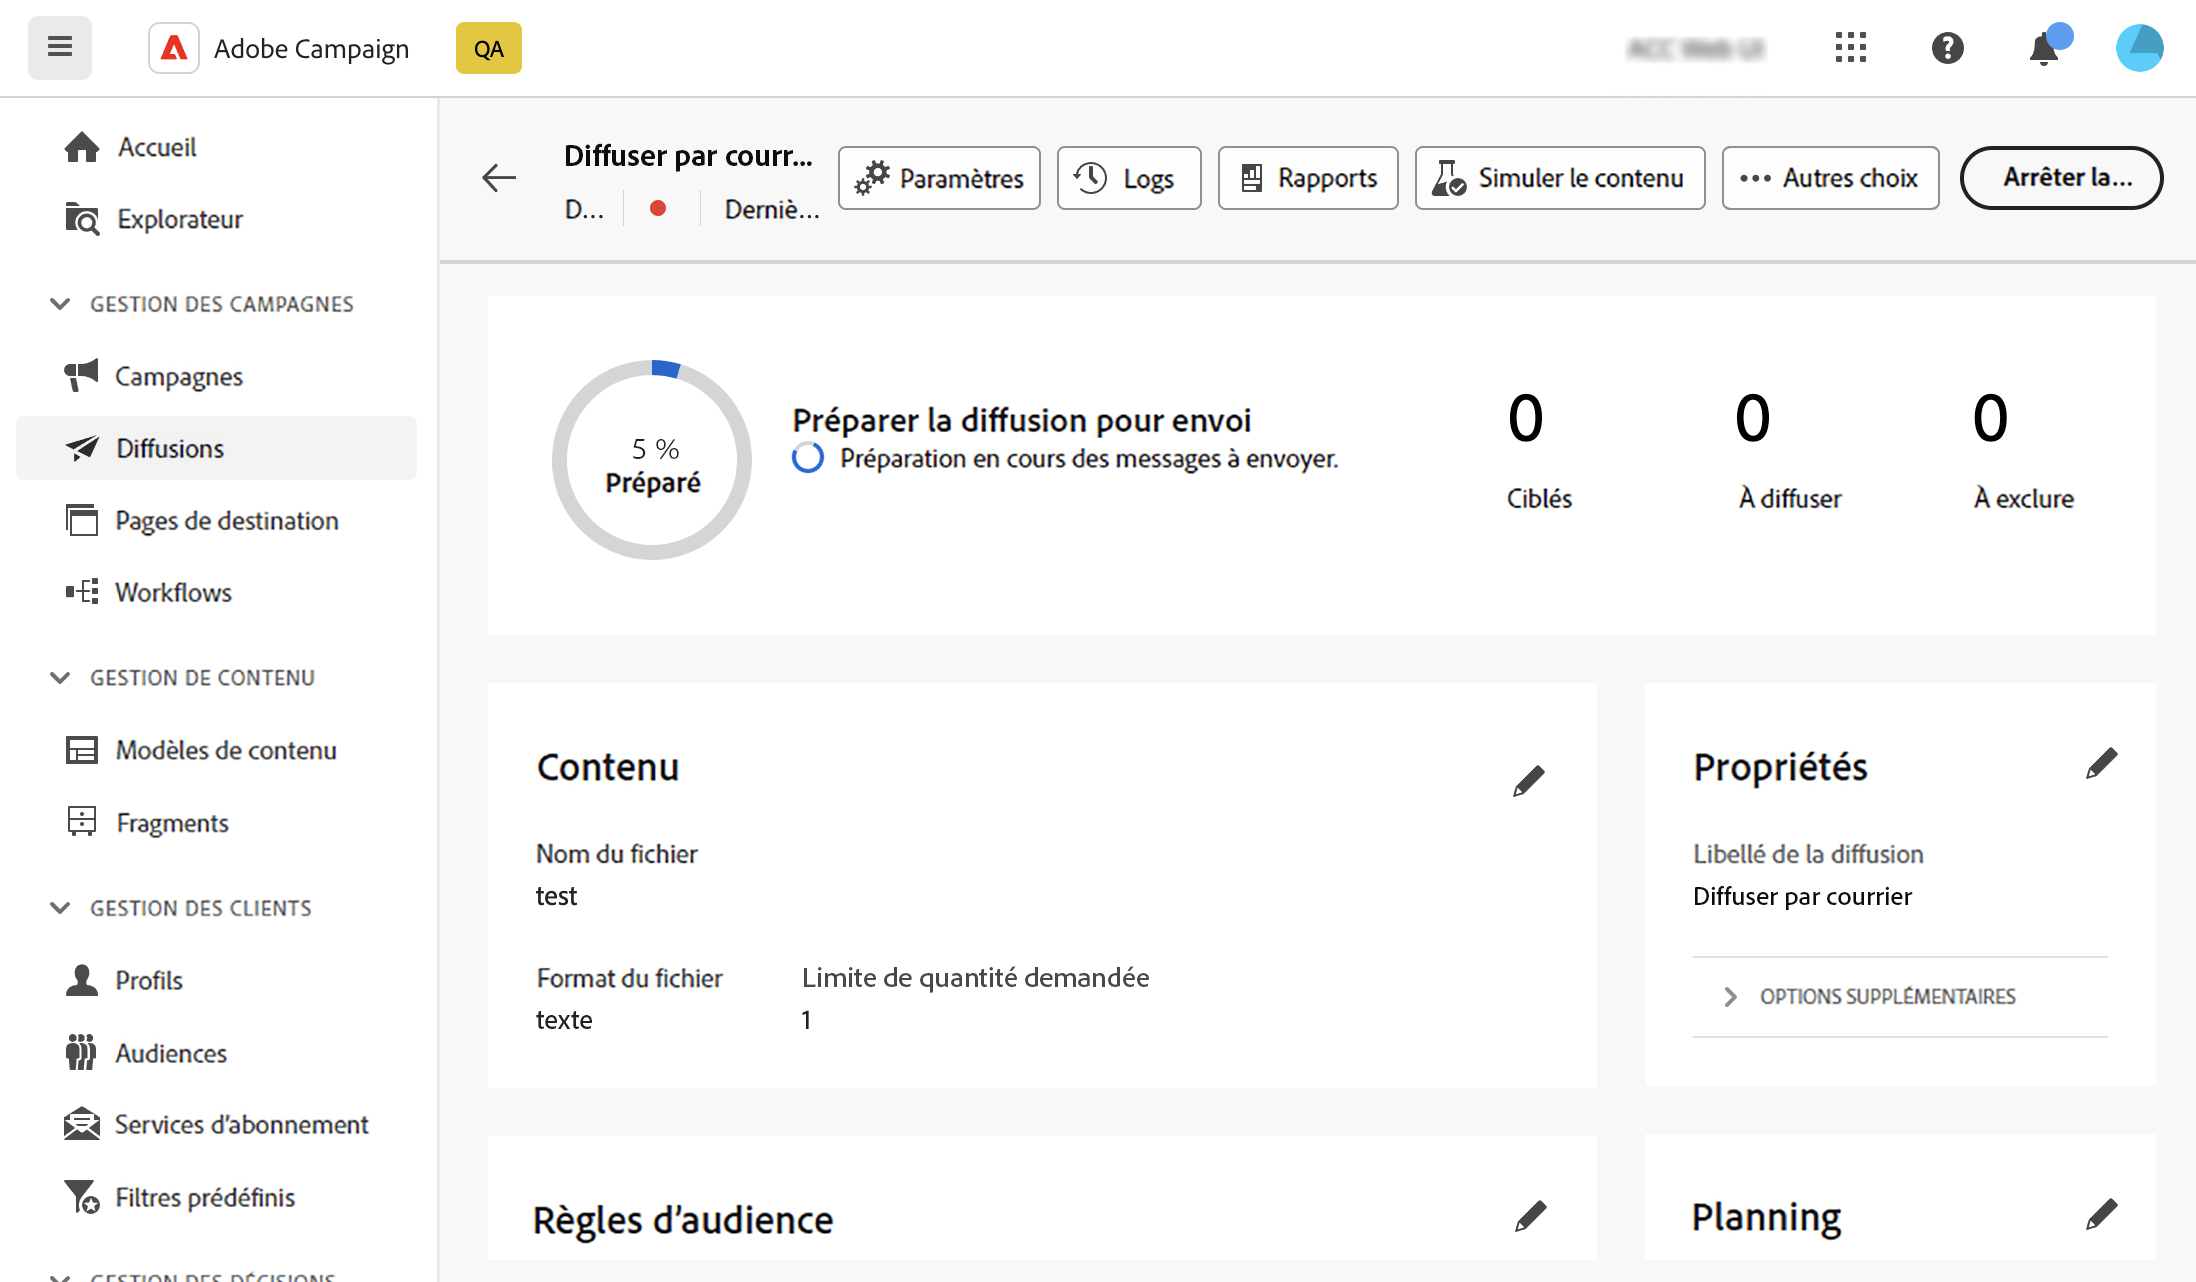 Adobe Campaign
QA
Accueil
Explorateur
GESTION DES CAMPAGNES
Campagnes
Diffusions
Pages de destination
Workflows
GESTION DE CONTENU
Modèles de contenu
Fragments
GESTION DES CLIENTS
Profils
Audiences
Services d'abonnement
Filtres prédéfinis
GESTION DES DÉCISIONS
Diffuser par courr...
D...
Derniè...
Paramètres
Logs
Rapports
Simuler le contenu
Autres choix
Arrêter la...
5 %
Préparé
Préparer la diffusion pour envoi
Préparation en cours des messages à envoyer.
0
Ciblés
0
À diffuser
0
À exclure
Contenu
Nom du fichier
test
Format du fichier
texte
Limite de quantité demandée
1
Propriétés
Libellé de la diffusion
Diffuser par courrier
OPTIONS SUPPLÉMENTAIRES
Règles d'audience
Planning